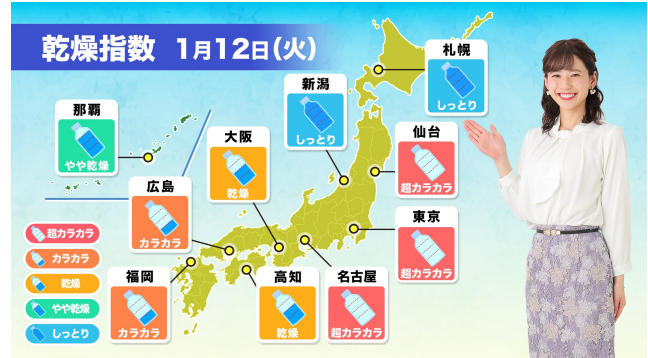 乾燥指数 1月12日(火)
札幌
しっとり
新潟
しっとり
那覇
やや乾燥
大阪
乾燥
仙台
超カラカラ
広島
カラカラ
東京
超カラカラ
福岡
カラカラ
高知
乾燥
名古屋
超カラカラ
超カラカラ
カラカラ
乾燥
やや乾燥
しっとり